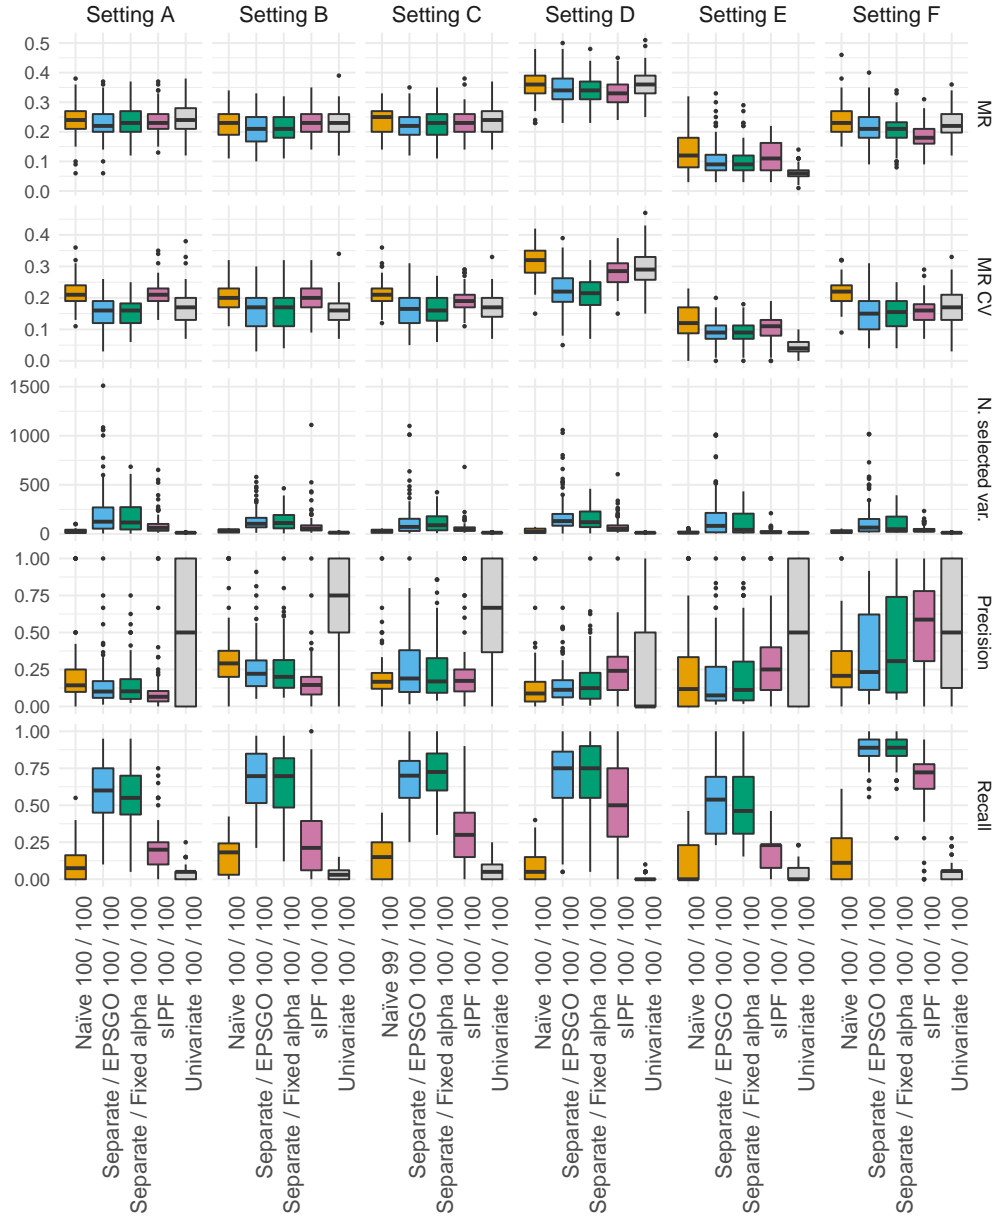 Setting A Setting B Setting C Setting D Setting E Setting F
0.5
0.4
0.3
0.2
0.1
0.0
MR
0.4
0.3
0.2
0.1
0.0
MR CV
1500
1000
500
0
N. selected var.
1.00
0.75
0.50
0.25
0.00
Precision
1.00
0.75
0.50
0.25
0.00
Recall
Naïve 100 / 100
Separate / EPSGO 100 / 100
Separate / Fixed alpha 100 / 100
sIPF 100 / 100
Univariate 100 / 100
Naïve 100 / 100
Separate / EPSGO 100 / 100
Separate / Fixed alpha 100 / 100
sIPF 100 / 100
Univariate 100 / 100
Naïve 99 / 100
Separate / EPSGO 100 / 100
Separate / Fixed alpha 100 / 100
sIPF 100 / 100
Univariate 100 / 100
Naïve 100 / 100
Separate / EPSGO 100 / 100
Separate / Fixed alpha 100 / 100
sIPF 100 / 100
Univariate 100 / 100
Naïve 100 / 100
Separate / EPSGO 100 / 100
Separate / Fixed alpha 100 / 100
sIPF 100 / 100
Univariate 100 / 100
Naïve 100 / 100
Separate / EPSGO 100 / 100
Separate / Fixed alpha 100 / 100
sIPF 100 / 100
Univariate 100 / 100